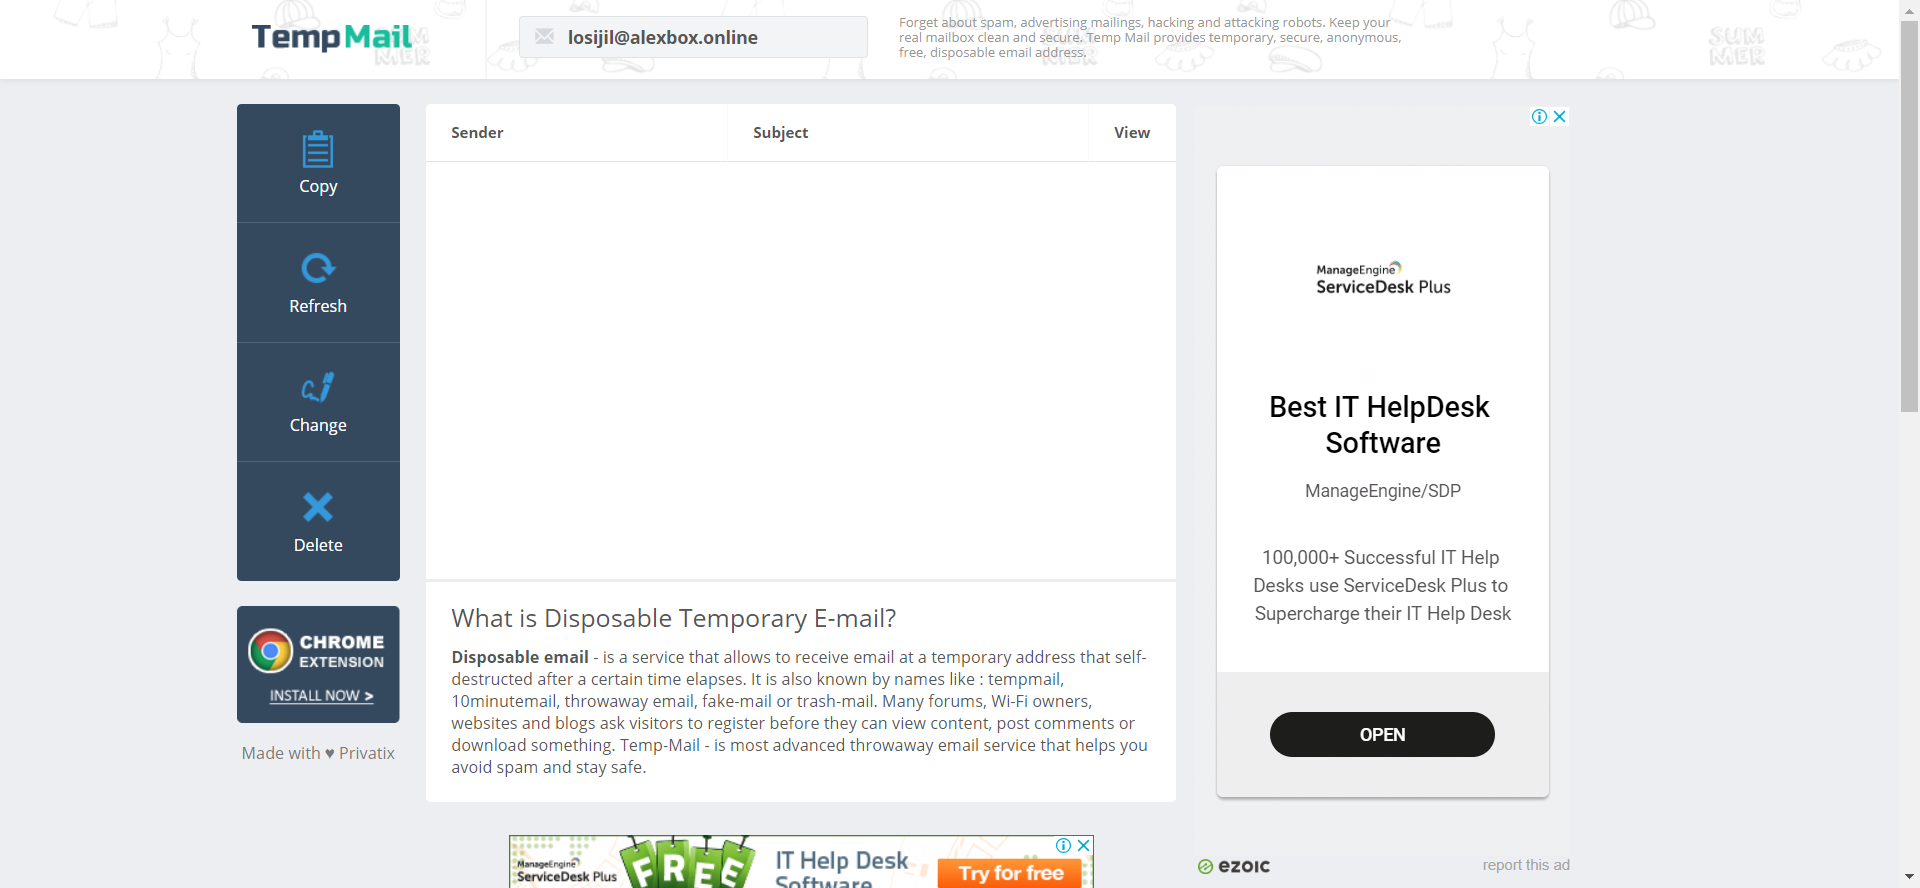 TempMail
losijil@alexbox.online
Forget about spam, advertising mailings, hacking and attacking robots. Keep your
real mailbox clean and secure. Temp Mail provides temporary, secure, anonymous,
free, disposable email address.
SUM
MER
SUM
MER
MER
Copy
Refresh
Change
Delete
CHROME
EXTENSION
INSTALL NOW >
Made with ♥ Privatix
Sender Subject View
What is Disposable Temporary E-mail?
Disposable email - is a service that allows to receive email at a temporary address that self-
destructed after a certain time elapses. It is also known by names like : tempmail,
10minutemail, throwaway email, fake-mail or trash-mail. Many forums, Wi-Fi owners,
websites and blogs ask visitors to register before they can view content, post comments or
download something. Temp-Mail - is most advanced throwaway email service that helps you
avoid spam and stay safe.
ManageEngine
ServiceDesk Plus
FREE
IT Help Desk
Software
Try for free
ManageEngine
ServiceDesk Plus
Best IT HelpDesk
Software
ManageEngine/SDP
100,000+ Successful IT Help
Desks use ServiceDesk Plus to
Supercharge their IT Help Desk
OPEN
ezoic
report this ad